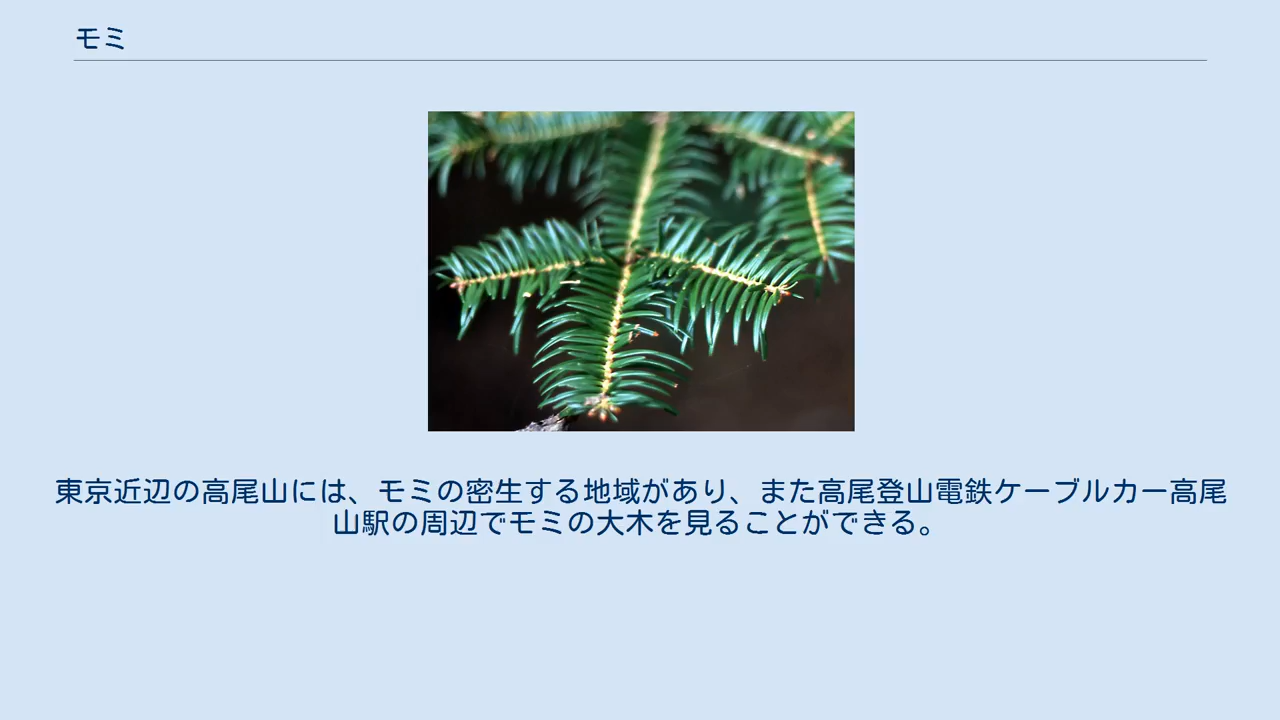 モミ
東京近辺の高尾山には、モミの密生する地域があり、また高尾登山電鉄ケーブルカー高尾
山駅の周辺でモミの大木を見ることができる。